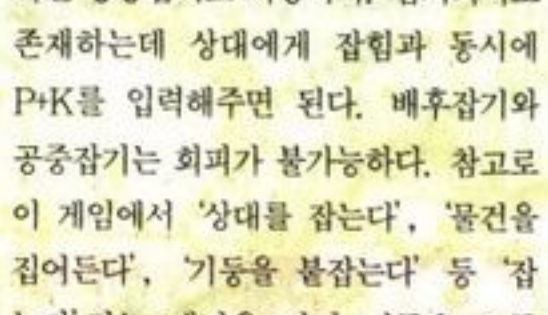 존재하는데 상대에게 잡힘과 동시에
P+K를 입력해주면 된다. 배후잡기와
공중잡기는 회피가 불가능하다. 참고로
이 게임에서 ‘상대를 잡는다’, ‘물건을
집어든다’, ‘기둥을 붙잡는다’ 등 ‘잡